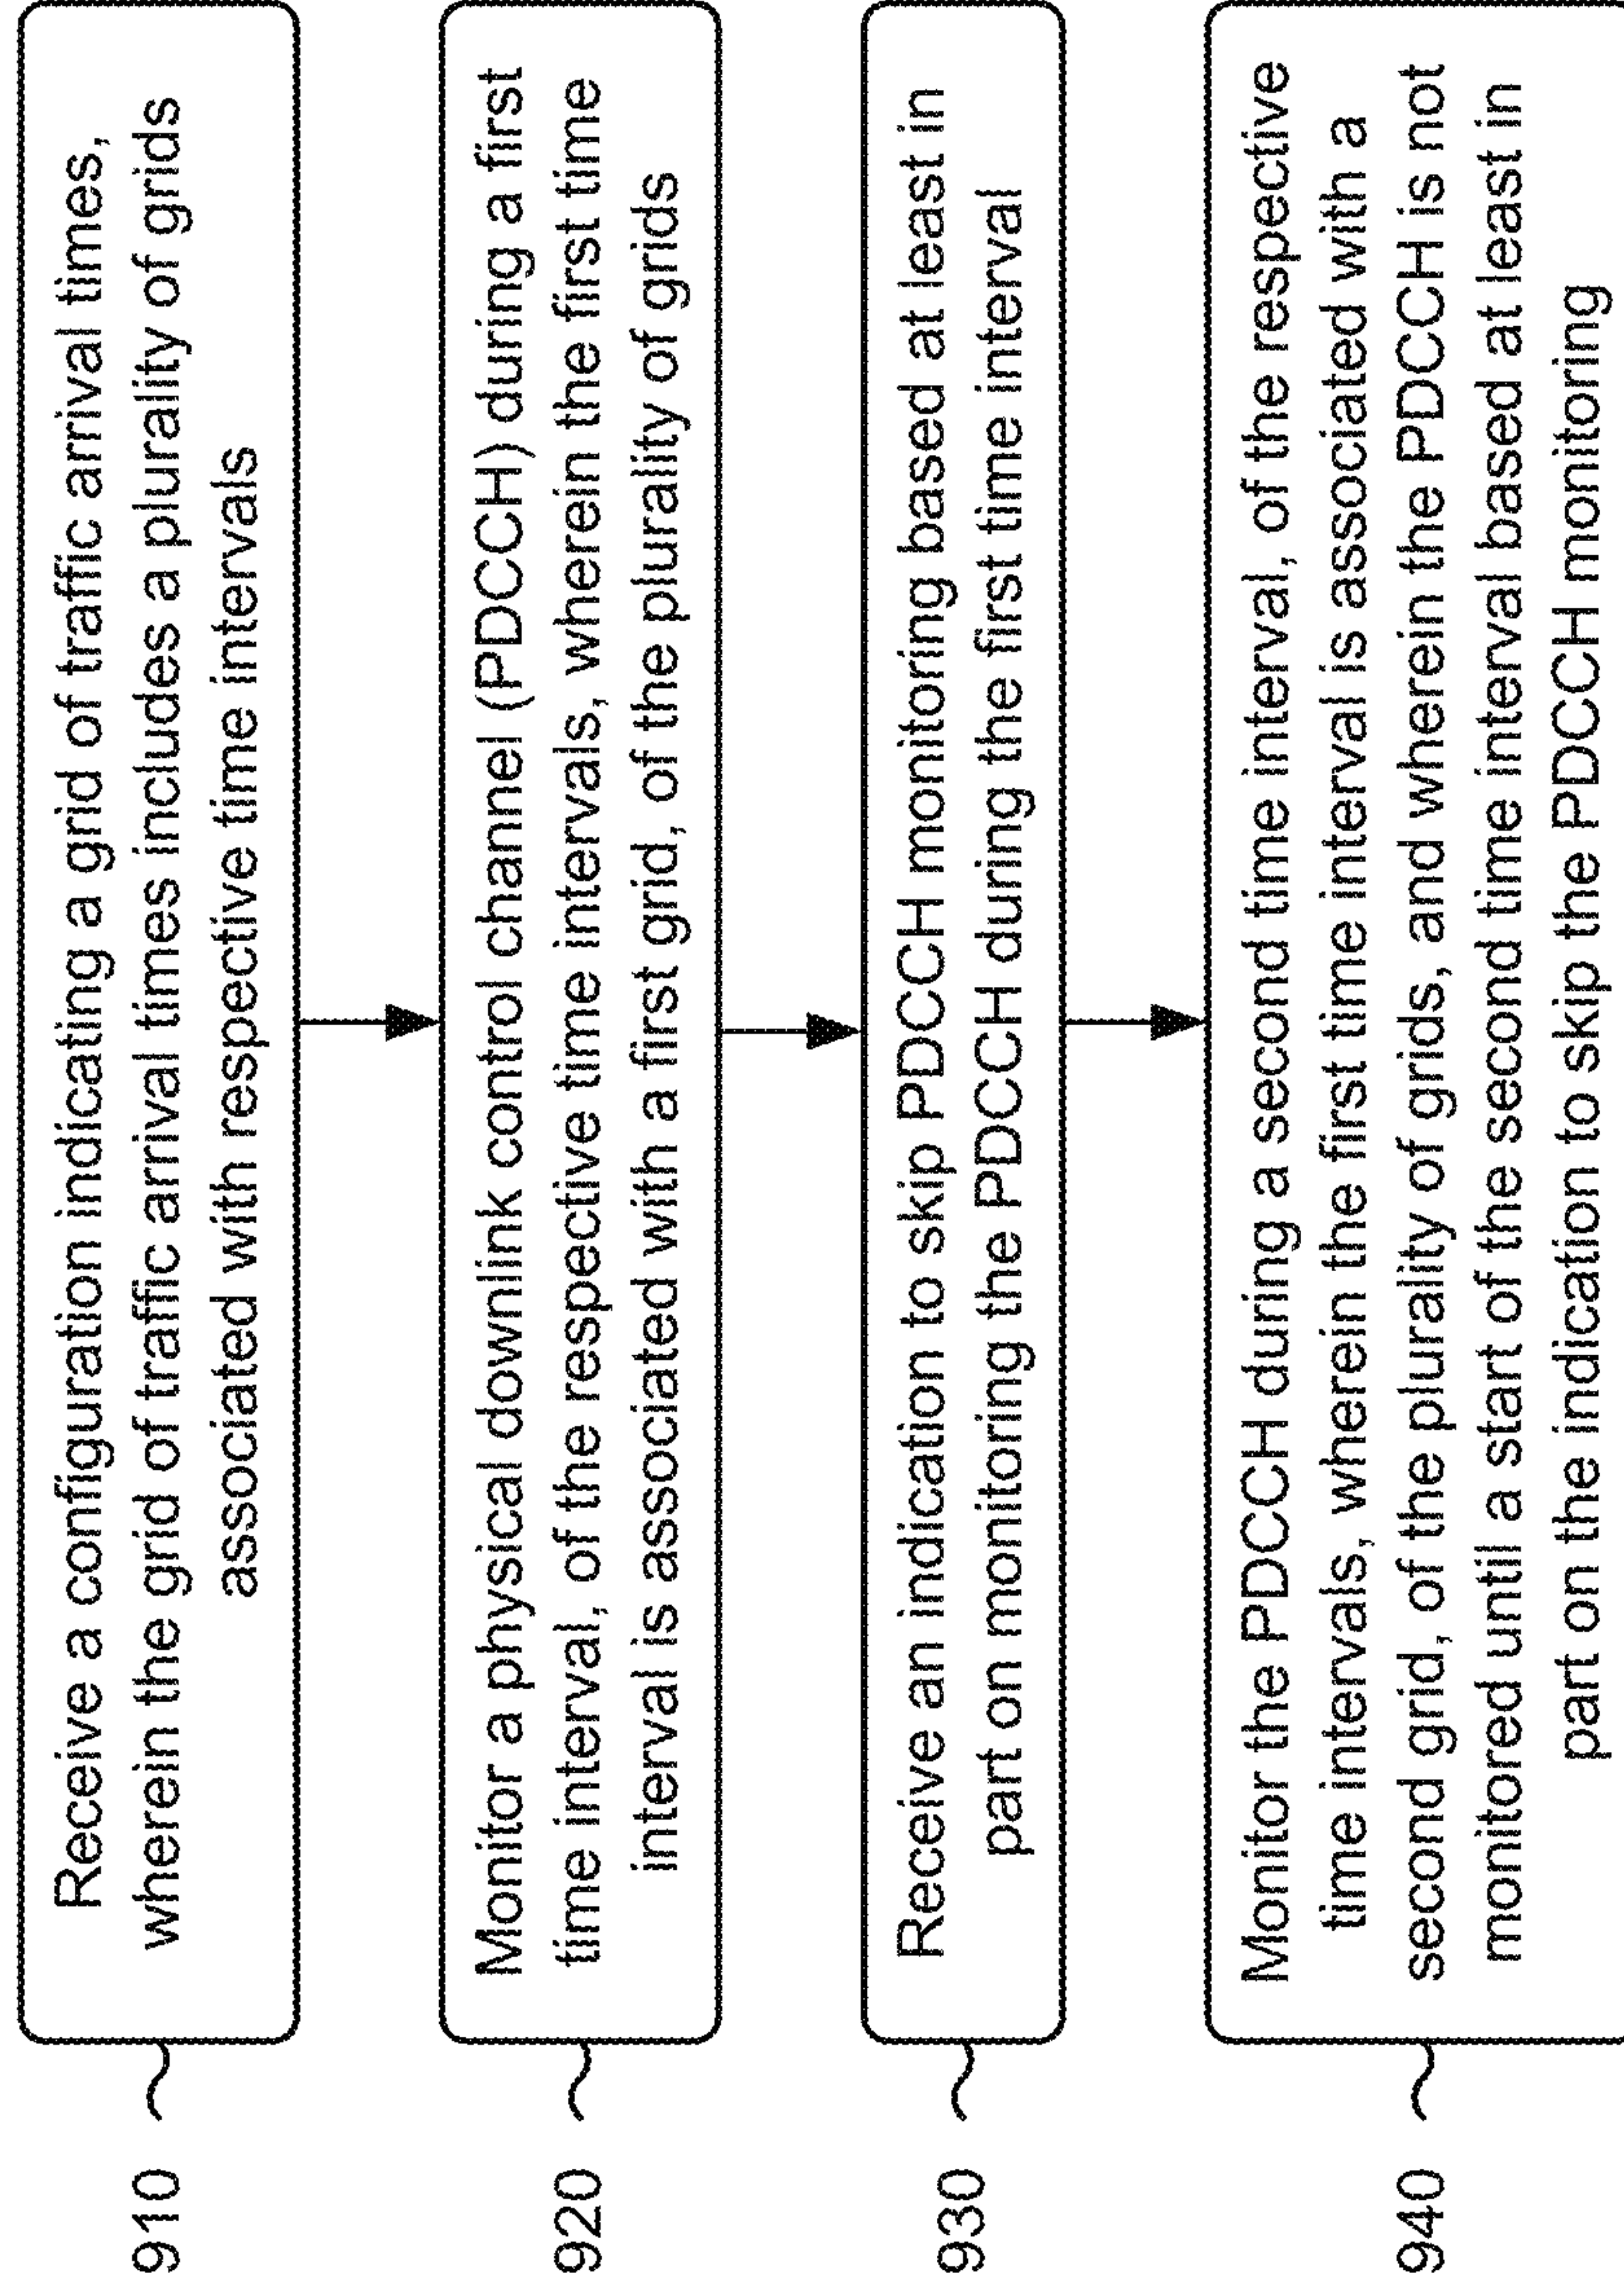 910
Receive a configuration indicating a grid of traffic arrival times,
wherein the grid of traffic arrival times includes a plurality of grids
associated with respective time intervals
920
Monitor a physical downlink control channel (PDCCH) during a first
time interval, of the respective time intervals, wherein the first time
interval is associated with a first grid, of the plurality of grids
930
Receive an indication to skip PDCCH monitoring based at least in
part on monitoring the PDCCH during the first time interval
940
Monitor the PDCCH during a second time interval, of the respective
time intervals, wherein the first time interval is associated with a
second grid, of the plurality of grids, and wherein the PDCCH is not
monitored until a start of the second time interval based at least in
part on the indication to skip the PDCCH monitoring